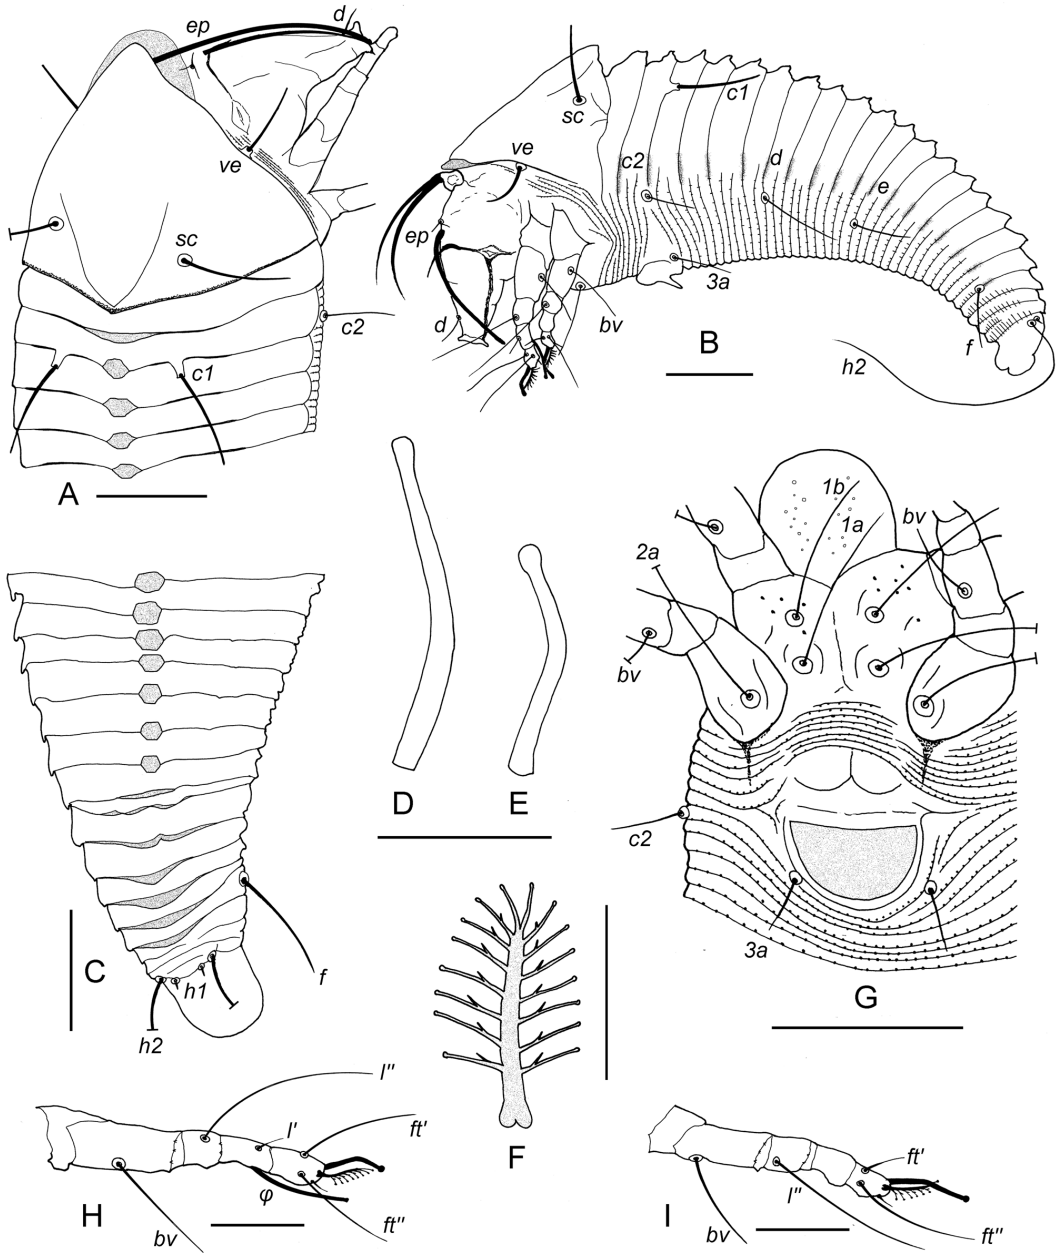 ep
d
ve
sc
c2
c1
A
sc
c1
ve
c2
d
e
ep
3a
bv
d
f
h2
B
f
h1
h2
C
D
E
F
1b
1a
bv
2a
bv
c2
3a
G
l"
l'
ft'
φ
ft"
bv
H
ft'
l"
ft"
bv
I